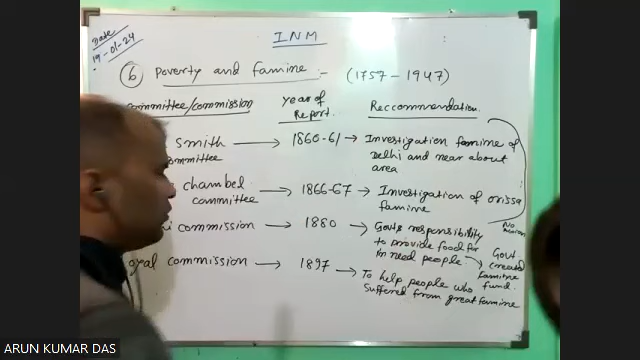 Date
19-01-24
INM
(b) Poverty and famine :- (1757 - 1947)
committee/commission year of Report. Reccommendation.
smith committee → 1860-61 → Investigation famine of
Delhi and near about
area
chambel committee → 1866-67 → Investigation of orissa
famine
commission → 1880 → Govt's responsibility
to provide food for
in need people → Govt created famine fund.
No
oyal commission → 1897 → To help people who
suffered from great famine
ARUN KUMAR DAS